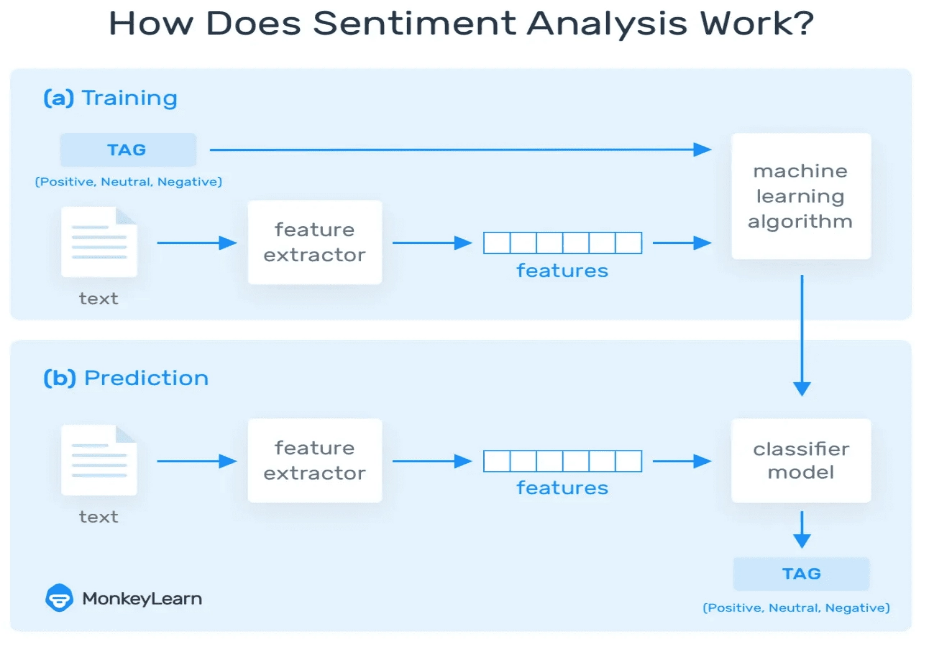 How Does Sentiment Analysis Work?
(a) Training
TAG
(Positive, Neutral, Negative)
text
feature
extractor
features
machine
learning
algorithm
(b) Prediction
text
feature
extractor
features
classifier
model
TAG
(Positive, Neutral, Negative)
MonkeyLearn